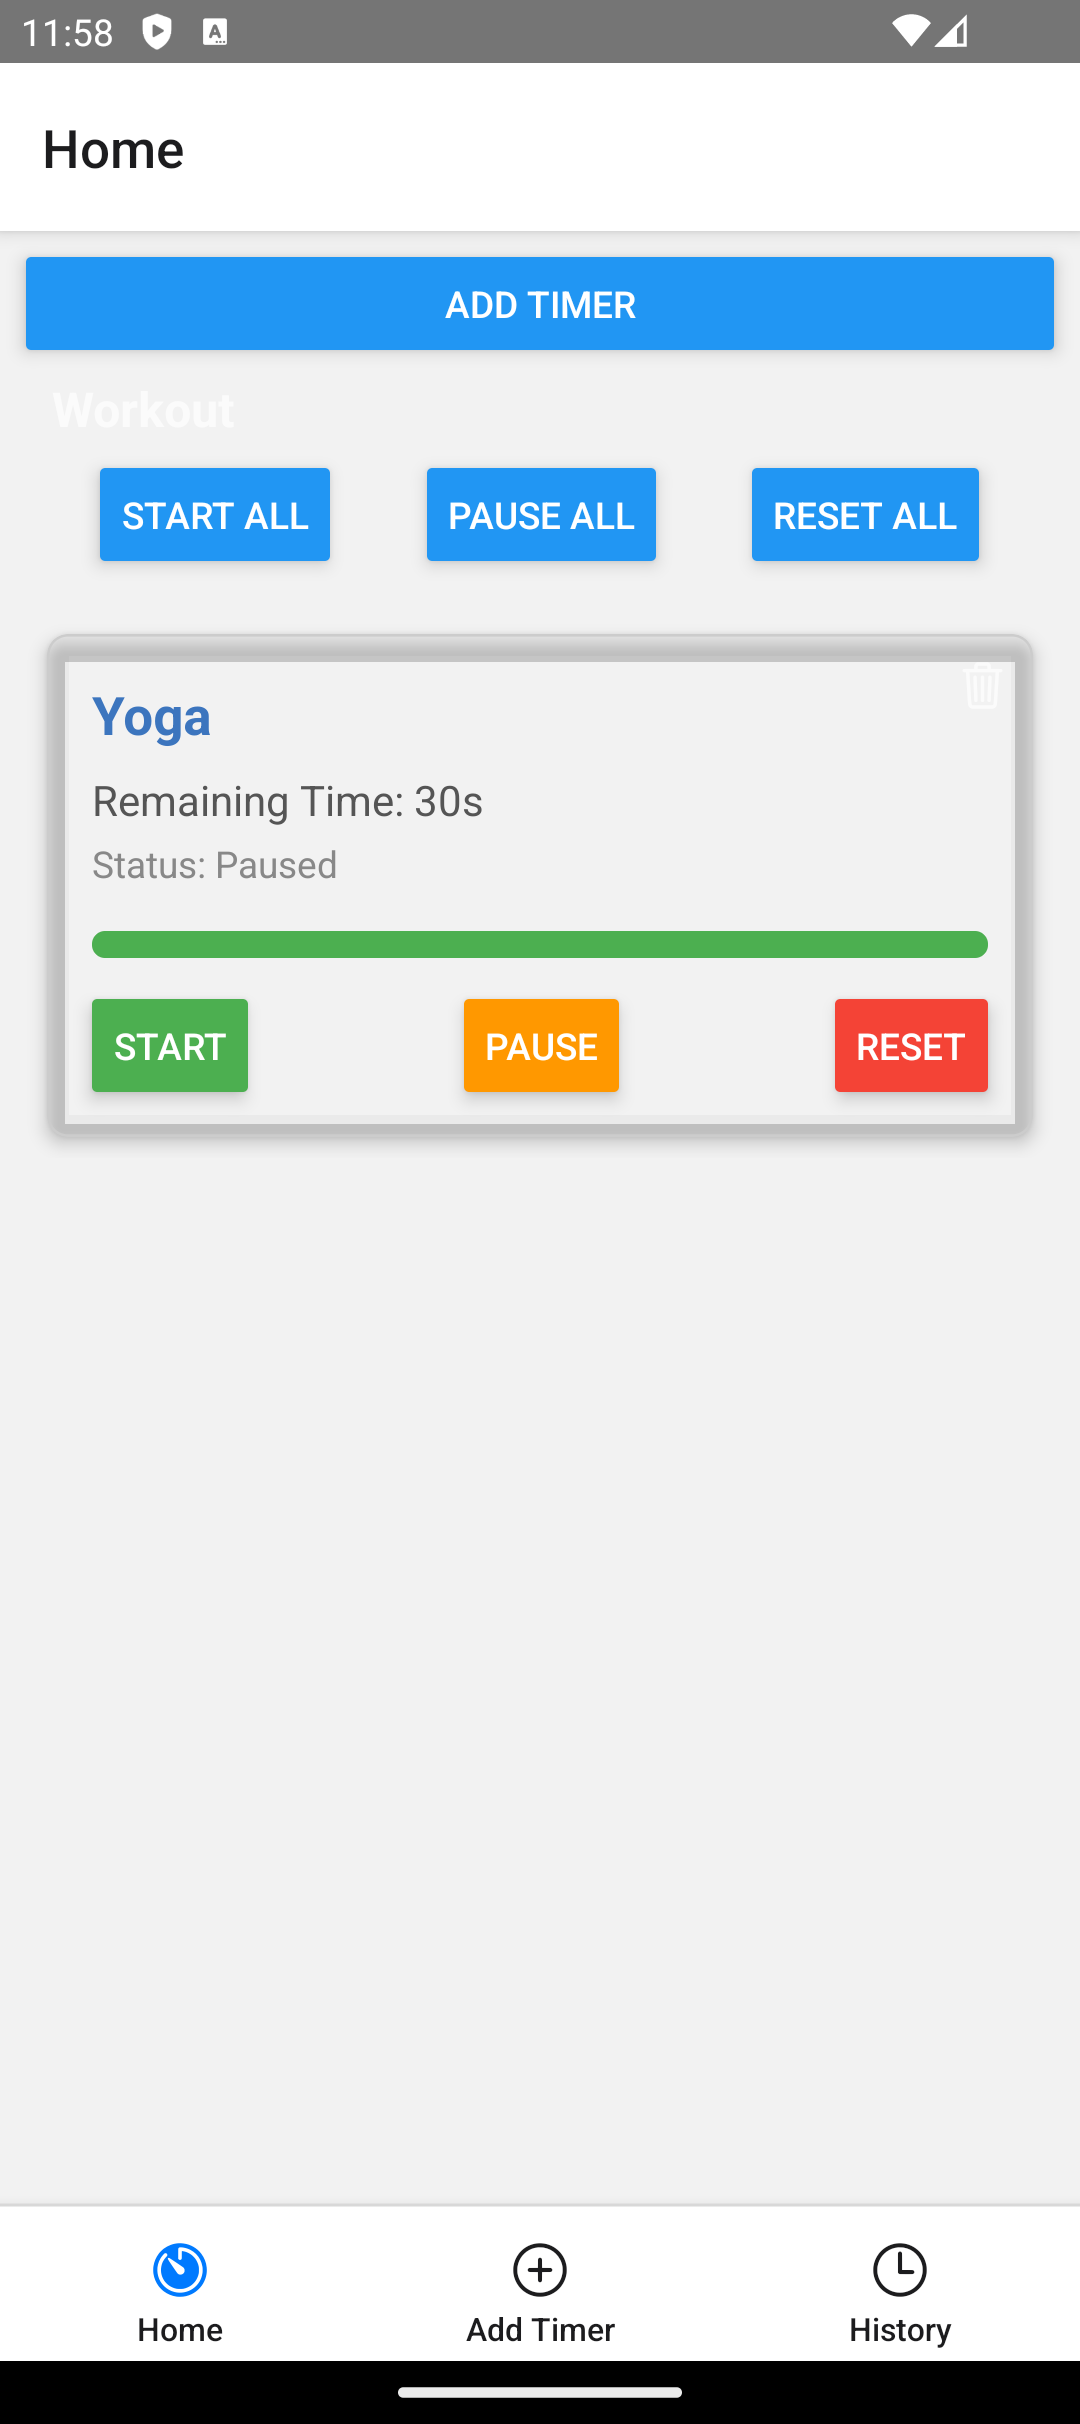 11:58
Home
ADD TIMER
Workout
START ALL PAUSE ALL RESET ALL
Yoga
Remaining Time: 30s
Status: Paused
START PAUSE RESET
Home Add Timer History